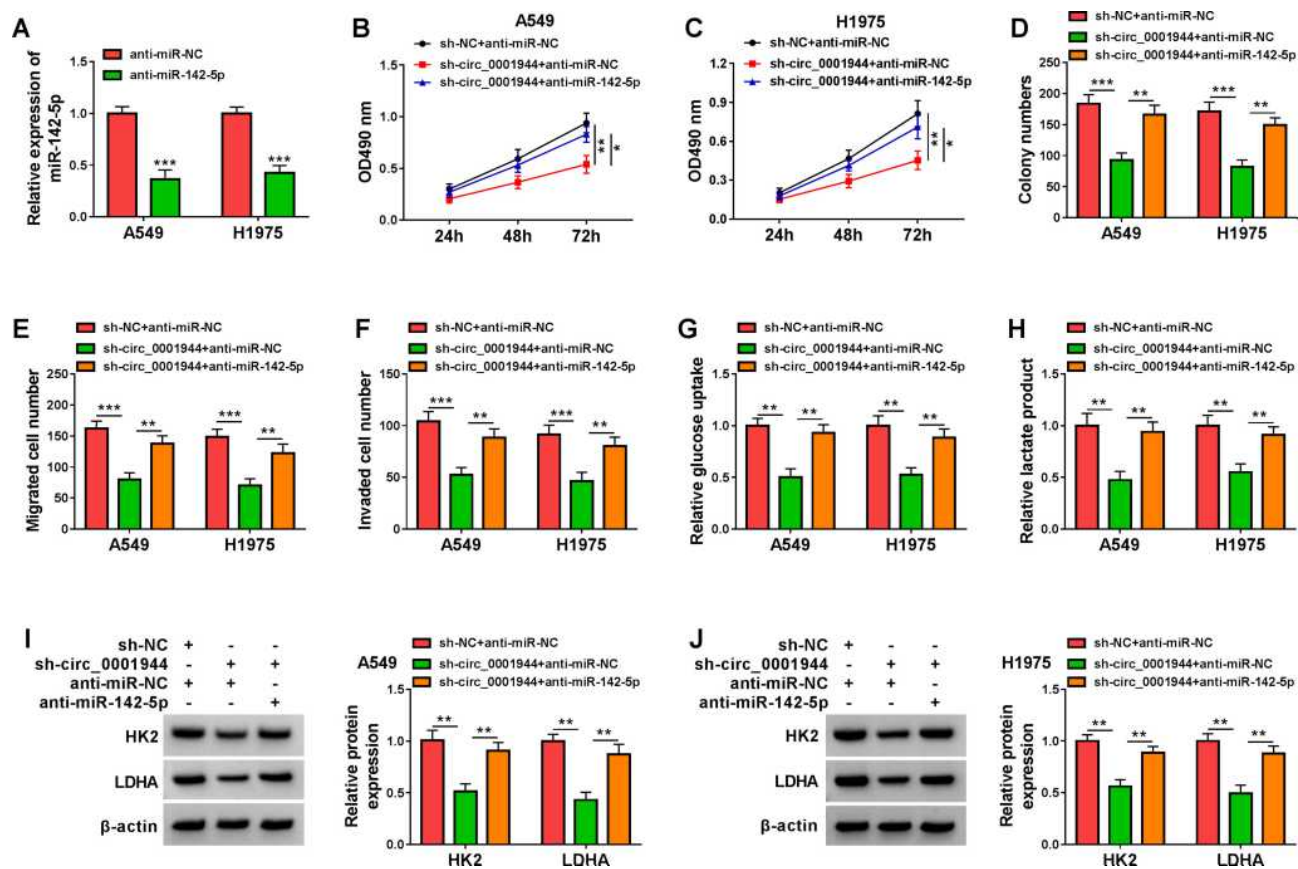 A
anti-miR-NC
anti-miR-142-5p
Relative expression of
miR-142-5p
1.5
1.0
0.5
0.0
***
***
A549
H1975
B
A549
sh-NC+anti-miR-NC
sh-circ_0001944+anti-miR-NC
sh-circ_0001944+anti-miR-142-5p
OD490 nm
1.5
1.0
0.5
0.0
24h
48h
72h
**
*
C
H1975
sh-NC+anti-miR-NC
sh-circ_0001944+anti-miR-NC
sh-circ_0001944+anti-miR-142-5p
OD490 nm
1.2
0.9
0.6
0.3
0.0
24h
48h
72h
**
*
D
sh-NC+anti-miR-NC
sh-circ_0001944+anti-miR-NC
sh-circ_0001944+anti-miR-142-5p
Colony numbers
250
200
150
100
50
0
***
**
***
**
A549
H1975
E
sh-NC+anti-miR-NC
sh-circ_0001944+anti-miR-NC
sh-circ_0001944+anti-miR-142-5p
Migrated cell number
250
200
150
100
50
0
***
**
***
**
A549
H1975
F
sh-NC+anti-miR-NC
sh-circ_0001944+anti-miR-NC
sh-circ_0001944+anti-miR-142-5p
Invaded cell number
150
100
50
0
***
**
***
**
A549
H1975
G
sh-NC+anti-miR-NC
sh-circ_0001944+anti-miR-NC
sh-circ_0001944+anti-miR-142-5p
Relative glucose uptake
1.5
1.0
0.5
0.0
**
**
**
**
A549
H1975
H
sh-NC+anti-miR-NC
sh-circ_0001944+anti-miR-NC
sh-circ_0001944+anti-miR-142-5p
Relative lactate product
1.5
1.0
0.5
0.0
**
**
**
**
A549
H1975
I
sh-NC + - -
sh-circ_0001944 - + +
anti-miR-NC + + -
anti-miR-142-5p - - +
HK2
LDHA
β-actin
A549
sh-NC+anti-miR-NC
sh-circ_0001944+anti-miR-NC
sh-circ_0001944+anti-miR-142-5p
Relative protein
expression
1.5
1.0
0.5
0.0
**
**
**
**
HK2
LDHA
J
sh-NC + - -
sh-circ_0001944 - + +
anti-miR-NC + + -
anti-miR-142-5p - - +
HK2
LDHA
β-actin
H1975
sh-NC+anti-miR-NC
sh-circ_0001944+anti-miR-NC
sh-circ_0001944+anti-miR-142-5p
Relative protein
expression
1.5
1.0
0.5
0.0
**
**
**
**
HK2
LDHA